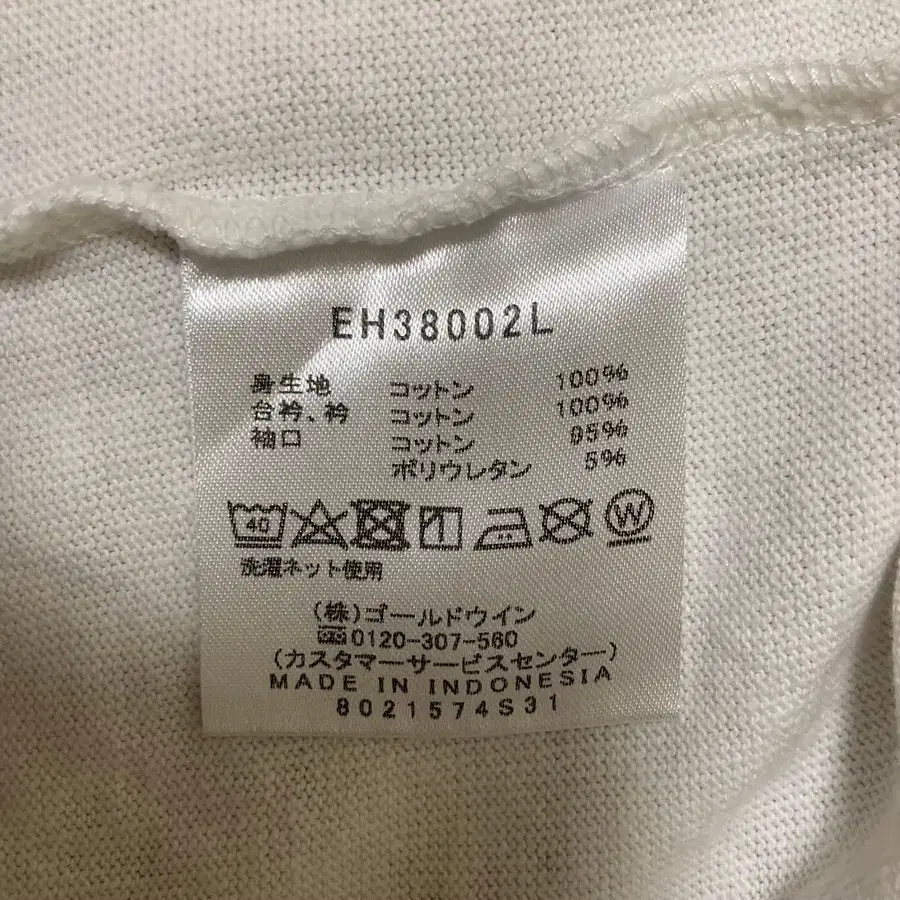 EH38002L
身生地 コットン 100%
台衿、衿 コットン 100%
袖口 コットン 95%
ポリウレタン 5%
40 W
洗濯ネット使用
(株)ゴールドウイン
0120-307-560
(カスタマーサービスセンター)
MADE IN INDONESIA
8021574S31